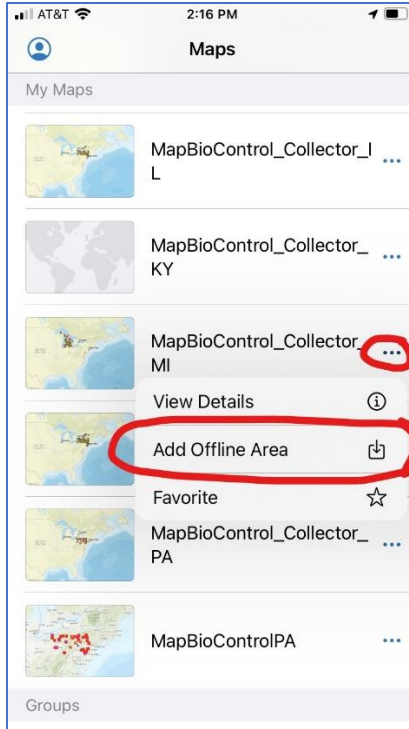 AT&T 2:16 PM
Maps
My Maps
MapBioControl_Collector_I
L
MapBioControl_Collector_
KY
MapBioControl_Collector_
MI
View Details
Add Offline Area
Favorite
MapBioControl_Collector_
PA
MapBioControlPA
Groups